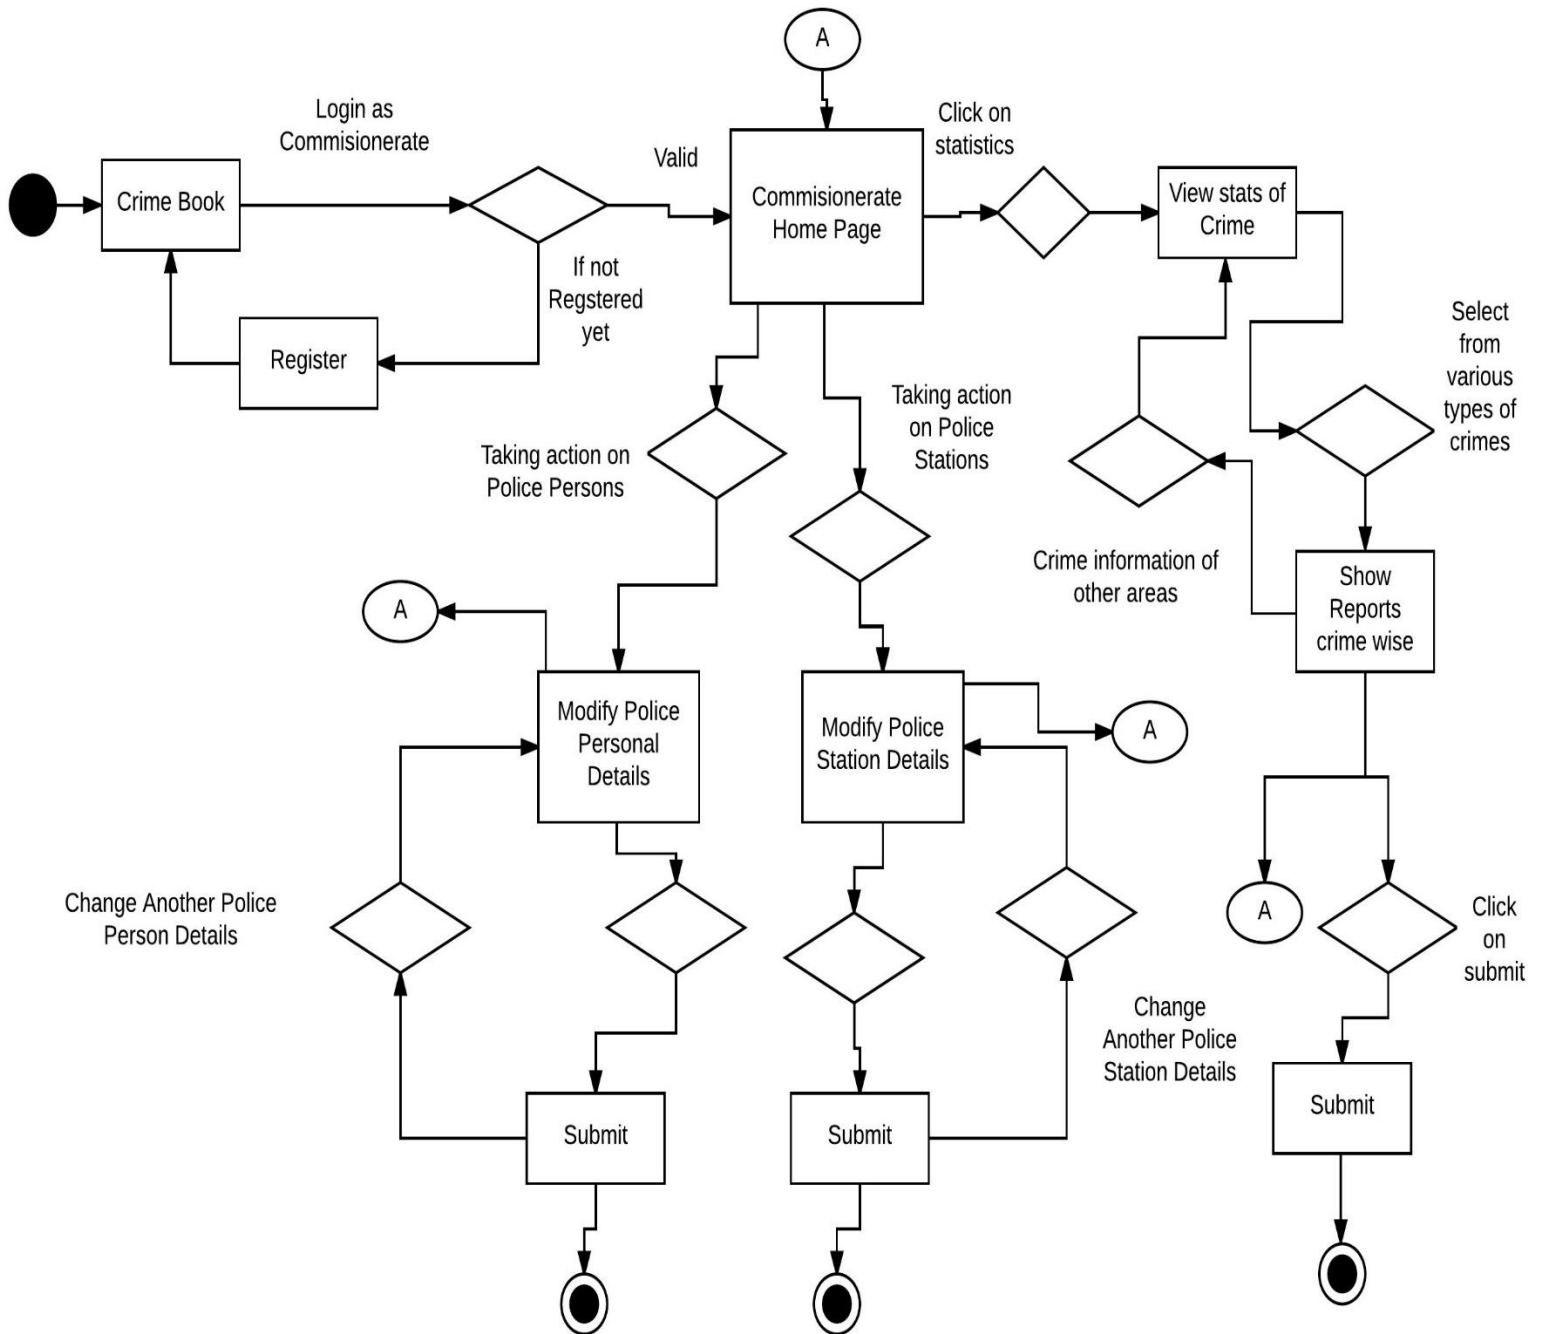 A
Login as
Commisionerate
Crime Book
Valid
If not
Regstered
yet
Register
Commisionerate
Home Page
Click on
statistics
View stats of
Crime
Select
from
various
types of
crimes
Taking action on
Police Persons
Taking action
on Police
Stations
Crime information of
other areas
Show
Reports
crime wise
A
Modify Police
Personal
Details
Modify Police
Station Details
A
Change Another Police
Person Details
A
Click
on
submit
Change
Another Police
Station Details
Submit
Submit
Submit